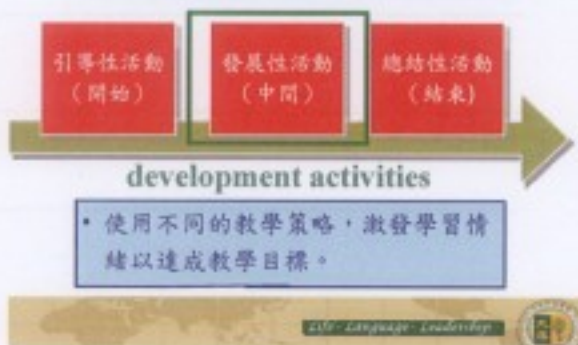 引導性活動
（開始）
發展性活動
（中間）
總結性活動
（結束）
development activities
• 使用不同的教學策略，激發學習情
緒以達成教學目標。
Life · Language · Leadership